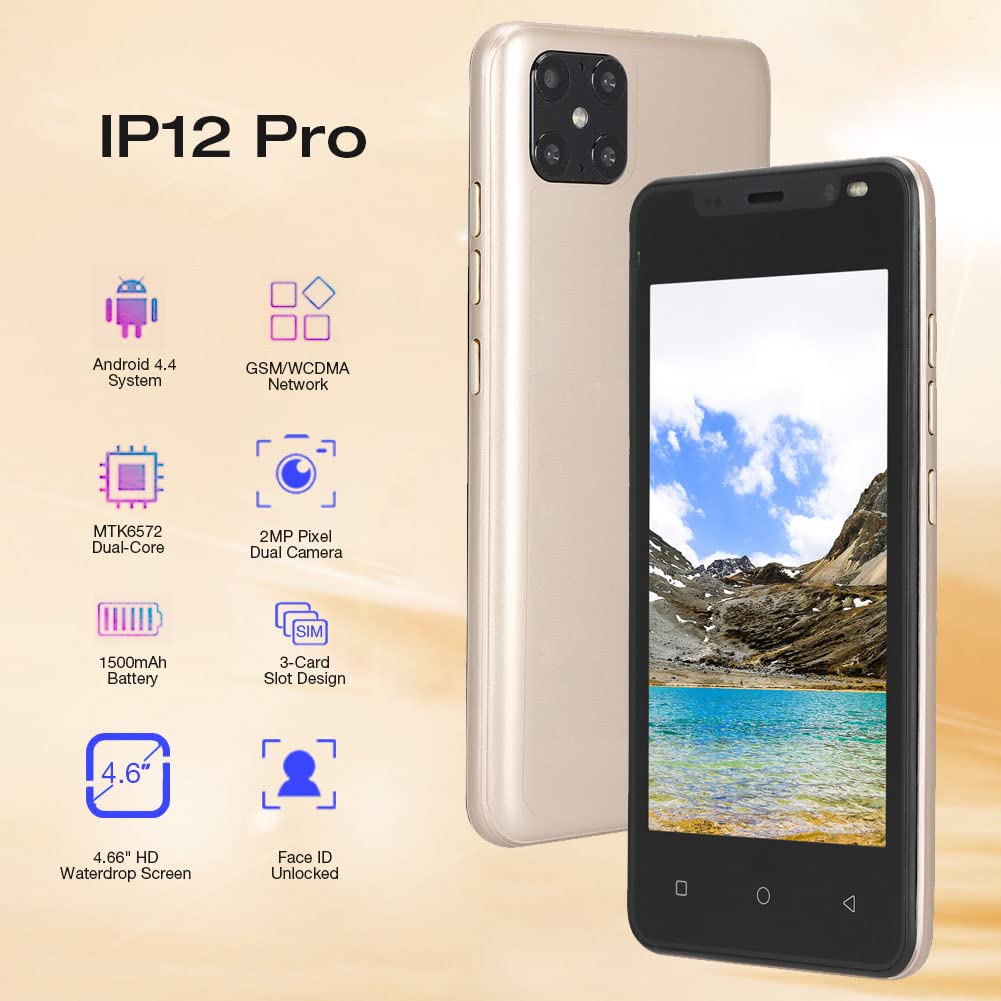 IP12 Pro
Android 4.4
System
GSM/WCDMA
Network
MTK6572
Dual-Core
2MP Pixel
Dual Camera
1500mAh
Battery
SIM
3-Card
Slot Design
4.6″
4.66" HD
Waterdrop Screen
Face ID
Unlocked